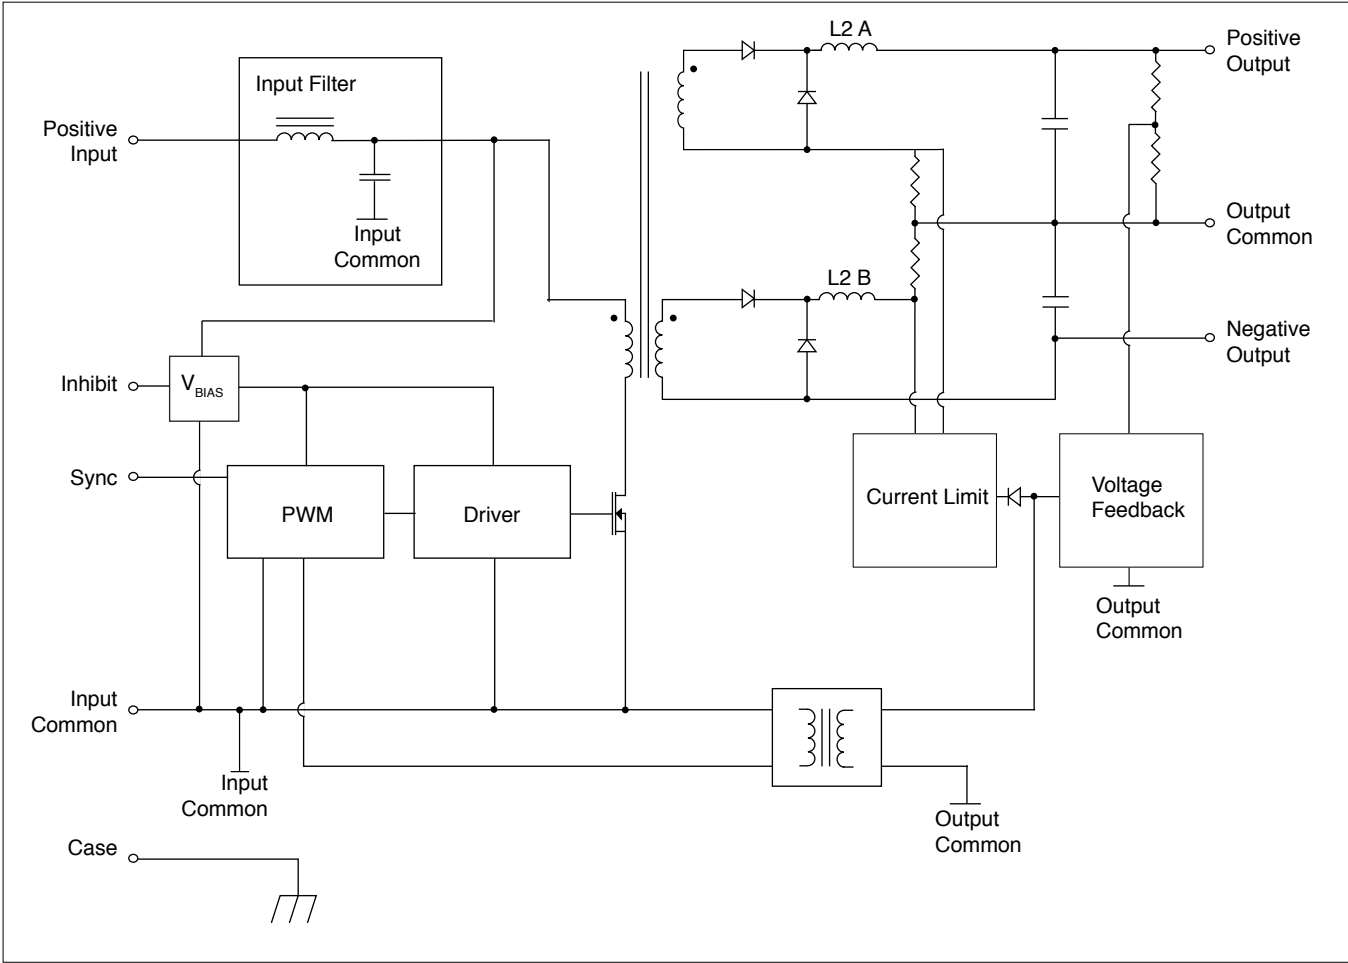 L2 A
Positive
Output
Input Filter
Positive
Input
Input
Common
Output
Common
L2 B
Negative
Output
Inhibit
VBIAS
Sync
PWM
Driver
Current Limit
Voltage
Feedback
Output
Common
Input
Common
Input
Common
Output
Common
Case